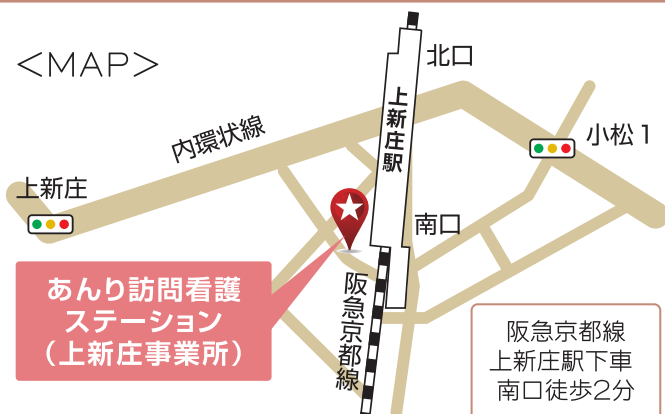 <MAP>
北口
上新庄駅
内環状線
小松1
上新庄
南口
あんり訪問看護
ステーション
（上新庄事業所）
阪急京都線
阪急京都線
上新庄駅下車
南口徒歩2分